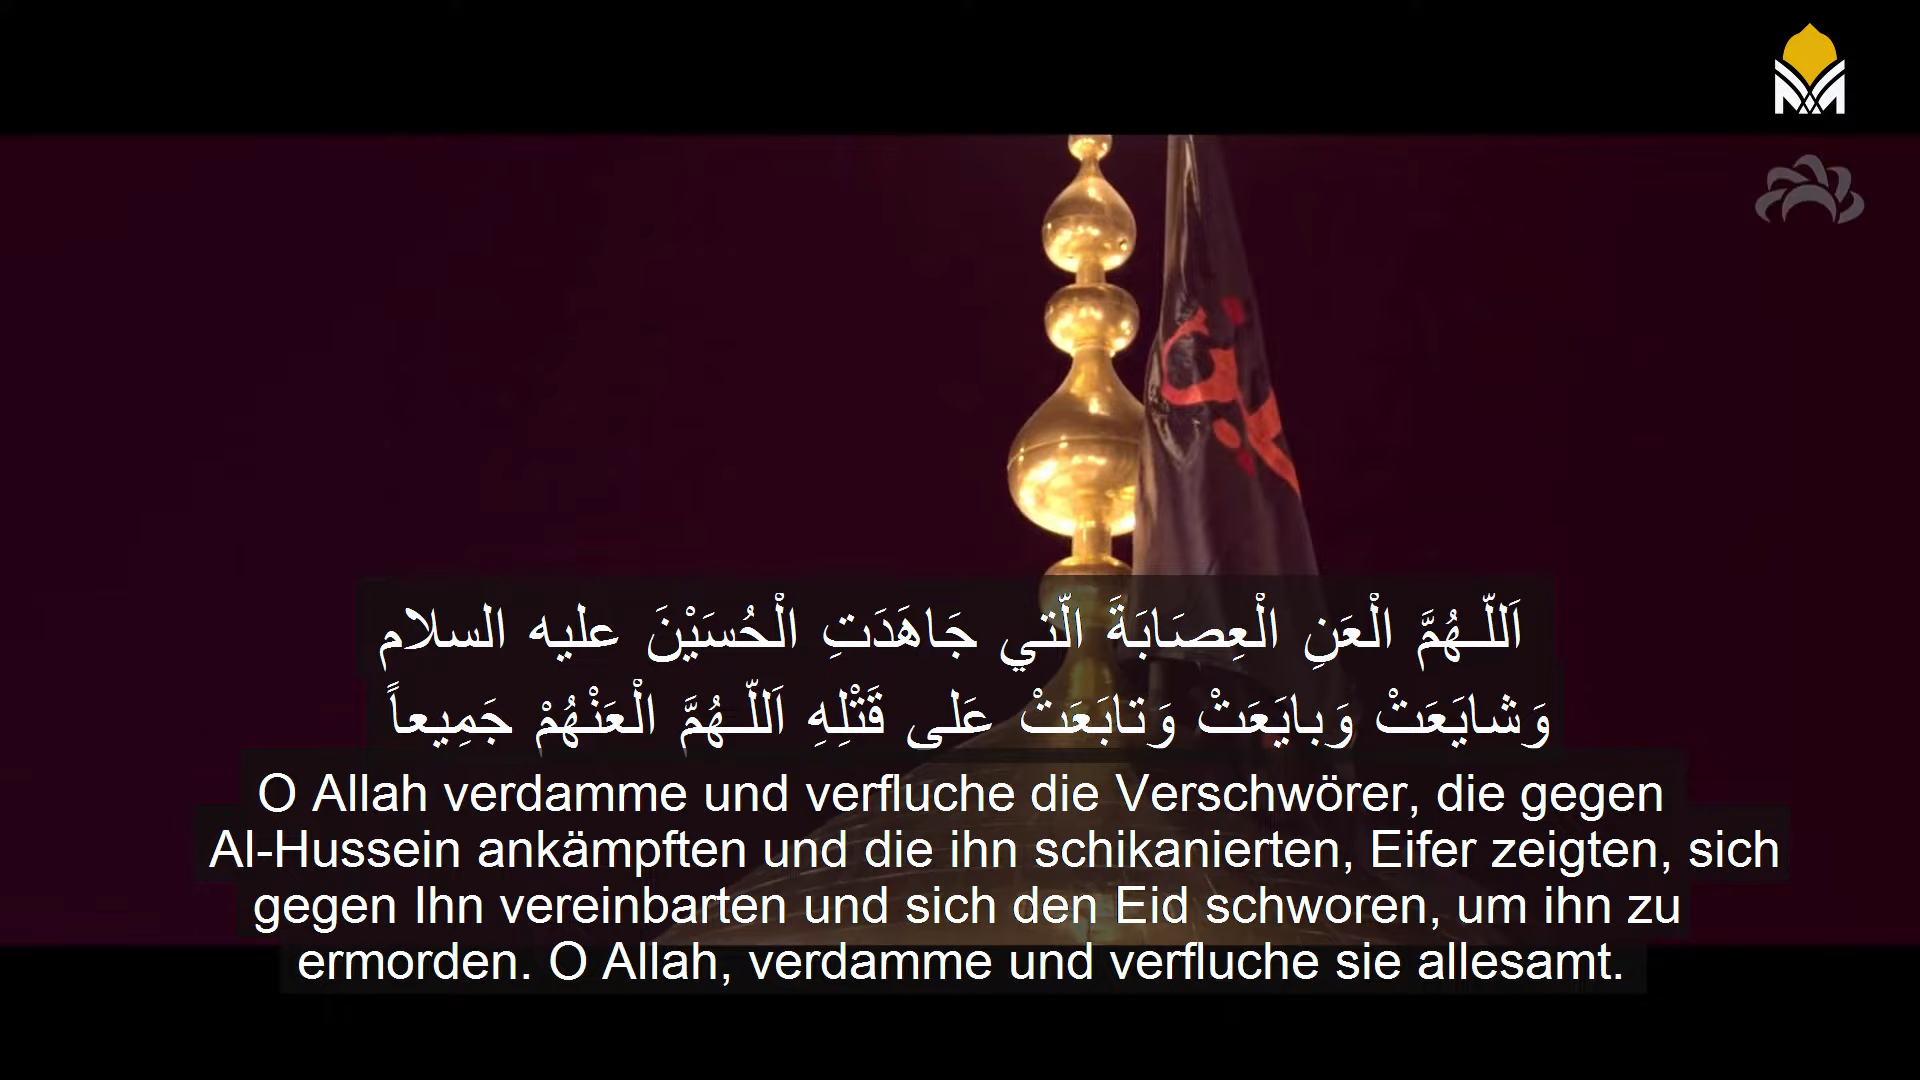 اَللّـهُمَّ الْعَنِ الْعِصَابَةَ الَّتي جَاهَدَتِ الْحُسَيْنَ عليه السلام
وَشايَعَتْ وَبايَعَتْ وَتابَعَتْ عَلى قَتْلِهِ اَللّـهُمَّ الْعَنْهُمْ جَمِيعاً
O Allah verdamme und verfluche die Verschwörer, die gegen
Al-Hussein ankämpften und die ihn schikanierten, Eifer zeigten, sich
gegen Ihn vereinbarten und sich den Eid schworen, um ihn zu
ermorden. O Allah, verdamme und verfluche sie allesamt.